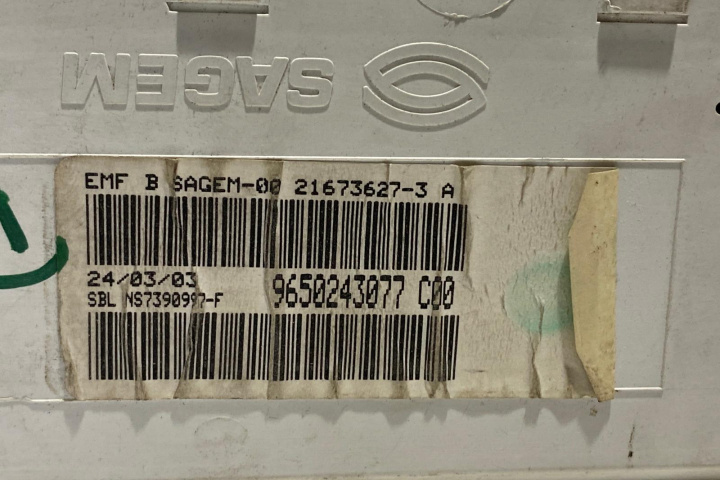 SAGEM
EMF B SAGEM-00 21673627-3 A
24/03/03
SBL NS7390997-F
9650243077 C00